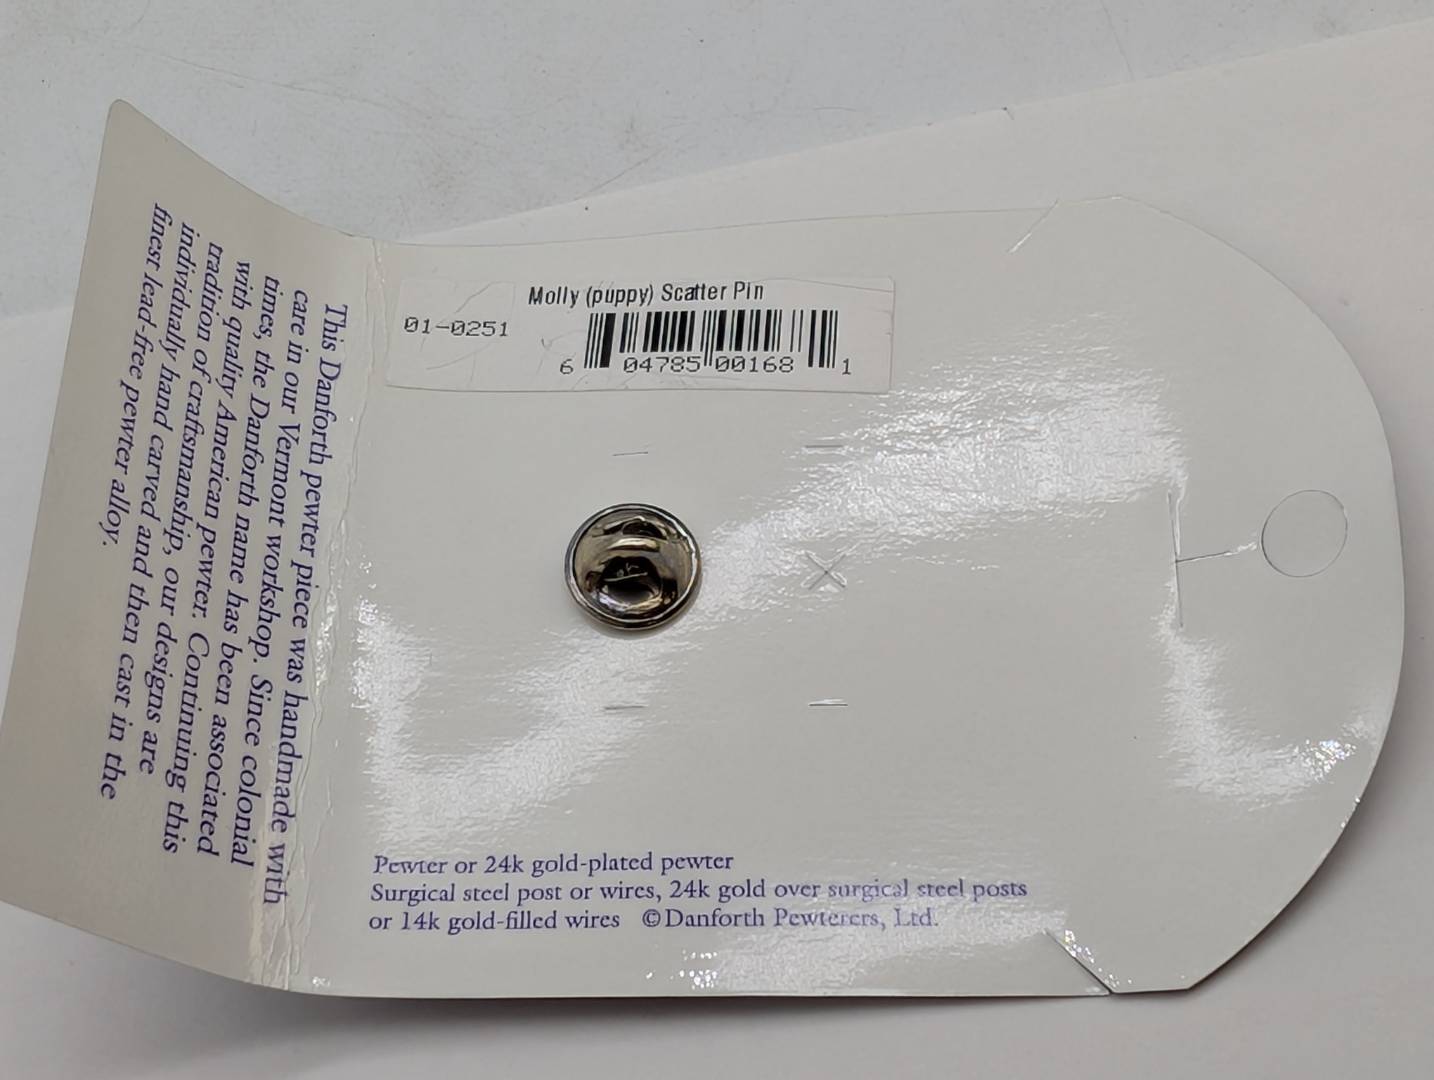 Molly (puppy) Scatter Pin
01-0251
6 04785 00168 1
This Danforth pewter piece was handmade with
care in our Vermont workshop. Since colonial
times, the Danforth name has been associated
with quality American pewter. Continuing this
tradition of craftsmanship, our designs are
individually hand carved and then cast in the
finest lead-free pewter alloy.
Pewter or 24k gold-plated pewter
Surgical steel post or wires, 24k gold over surgical steel posts
or 14k gold-filled wires ©Danforth Pewterers, Ltd.